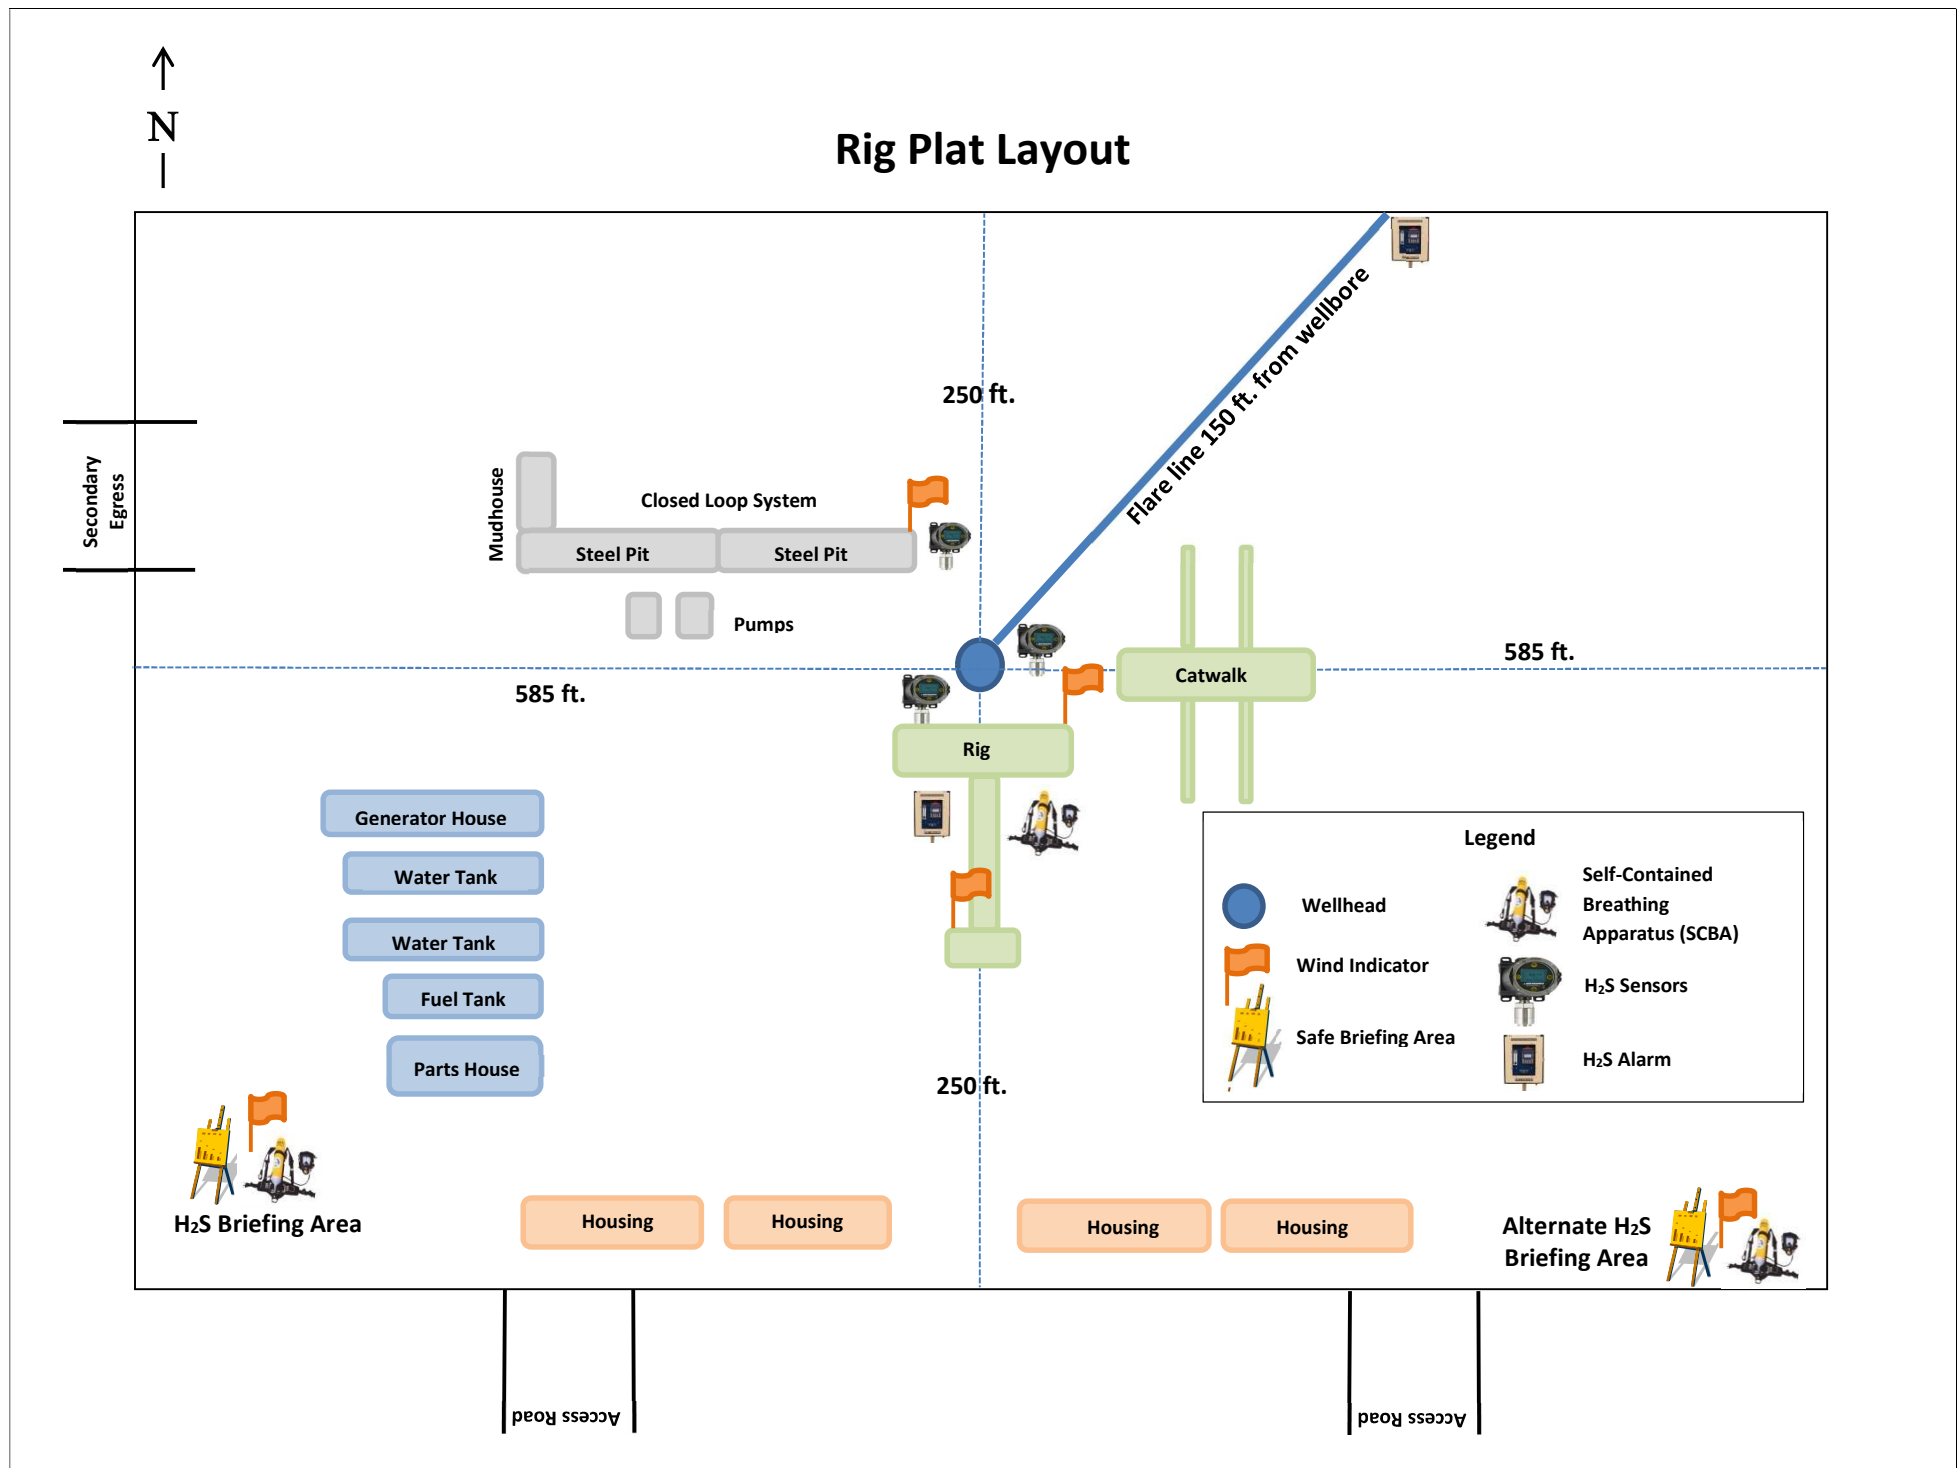 N
Rig Plat Layout
Flare line 150 ft. from wellbore
250 ft.
Secondary
Egress
Mudhouse
Closed Loop System
Steel Pit
Steel Pit
Pumps
585 ft.
585 ft.
Catwalk
Rig
Generator House
Water Tank
Water Tank
Fuel Tank
Parts House
250 ft.
Legend
Wellhead
Wind Indicator
Safe Briefing Area
Self-Contained
Breathing
Apparatus (SCBA)
H2S Sensors
H2S Alarm
H2S Briefing Area
Housing
Housing
Housing
Housing
Alternate H2S
Briefing Area
Access Road
Access Road